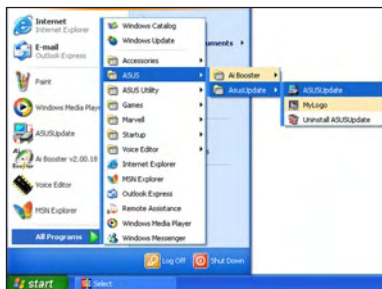 Internet
Internet Explorer
E-mail
Outlook Express
Paint
Windows Media Play
ASUSUpdate
Ai Booster v2.00.18
Voice Editor
MSN Explorer
All Programs
Windows Catalog
Windows Update
Accessories
ASUS
ASUS Utility
Games
Marvell
Startup
Voice Editor
Internet Explorer
MSN Explorer
Outlook Express
Remote Assistance
Windows Media Player
Windows Messenger
uments
Ai Booster
AsusUpdate
ASUSUpdate
MyLogo
Uninstall ASUSUpdate
Log Off
Shut Down
start
Select